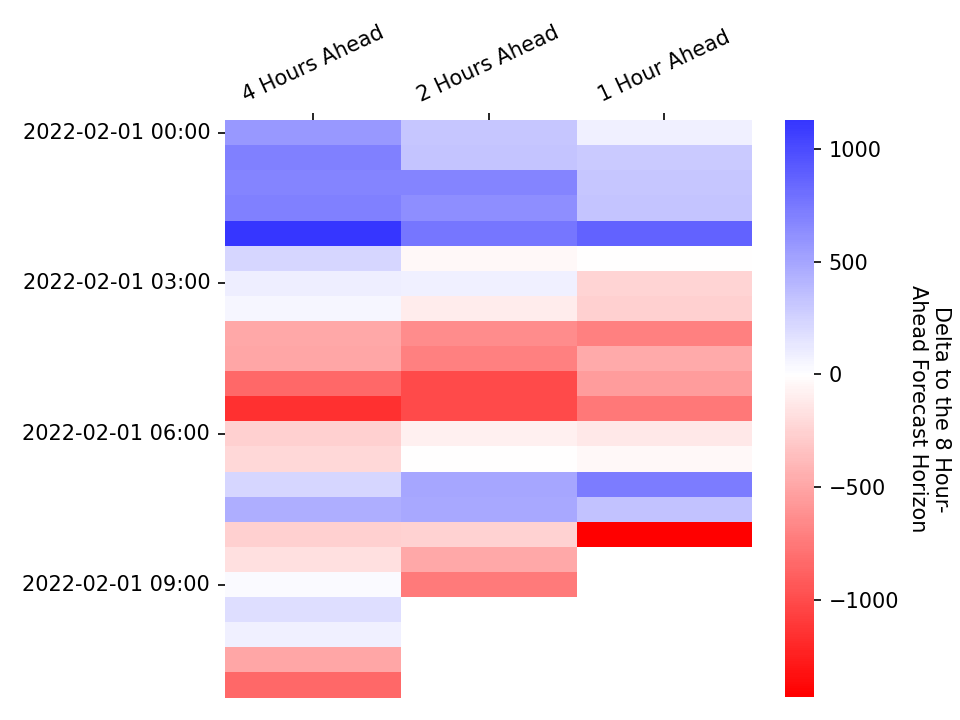 4 Hours Ahead
2 Hours Ahead
1 Hour Ahead
2022-02-01 00:00
2022-02-01 03:00
2022-02-01 06:00
2022-02-01 09:00
1000
500
0
−500
−1000
Delta to the 8 Hour-
Ahead Forecast Horizon